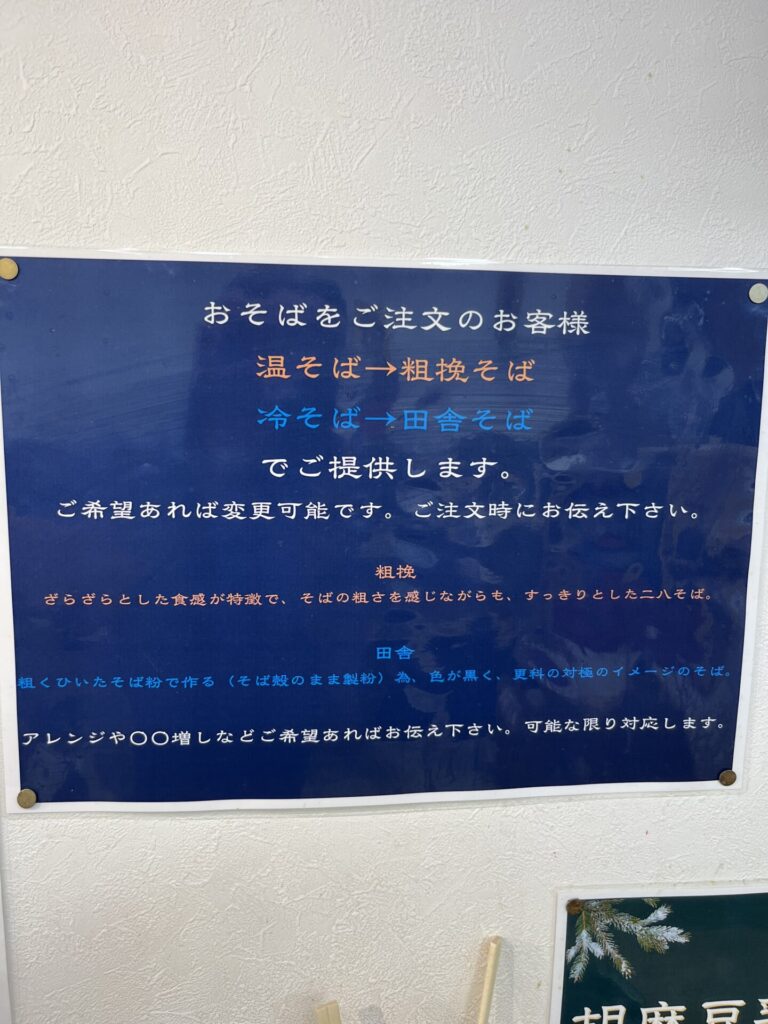 おそばをご注文のお客様
温そば→粗挽そば
冷そば→田舎そば
でご提供します。
ご希望あれば変更可能です。ご注文時にお伝え下さい。
粗挽
ざらざらとした食感が特徴で、そばの粗さを感じながらも、すっきりとした二八そば。
田舎
粗くひいたそば粉で作る（そば殻のまま製粉）為、色が黒く、更科の対極のイメージのそば。
アレンジや〇〇増しなどご希望あればお伝え下さい。可能な限り対応します。
胡麻豆